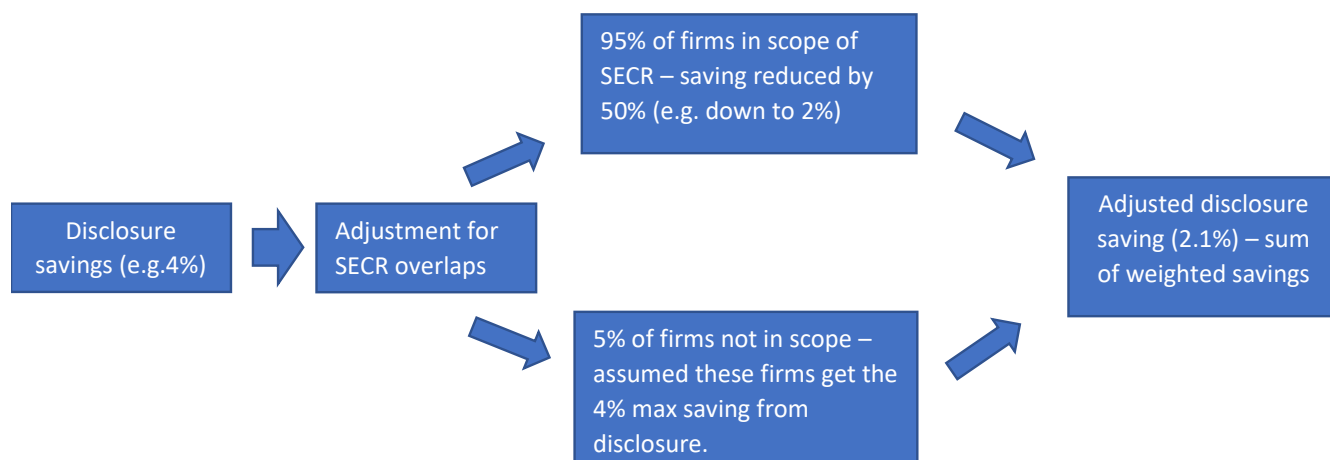 Disclosure
savings (e.g.4%)
Adjustment for
SECR overlaps
95% of firms in scope of
SECR – saving reduced by
50% (e.g. down to 2%)
5% of firms not in scope –
assumed these firms get the
4% max saving from
disclosure.
Adjusted disclosure
saving (2.1%) – sum
of weighted savings